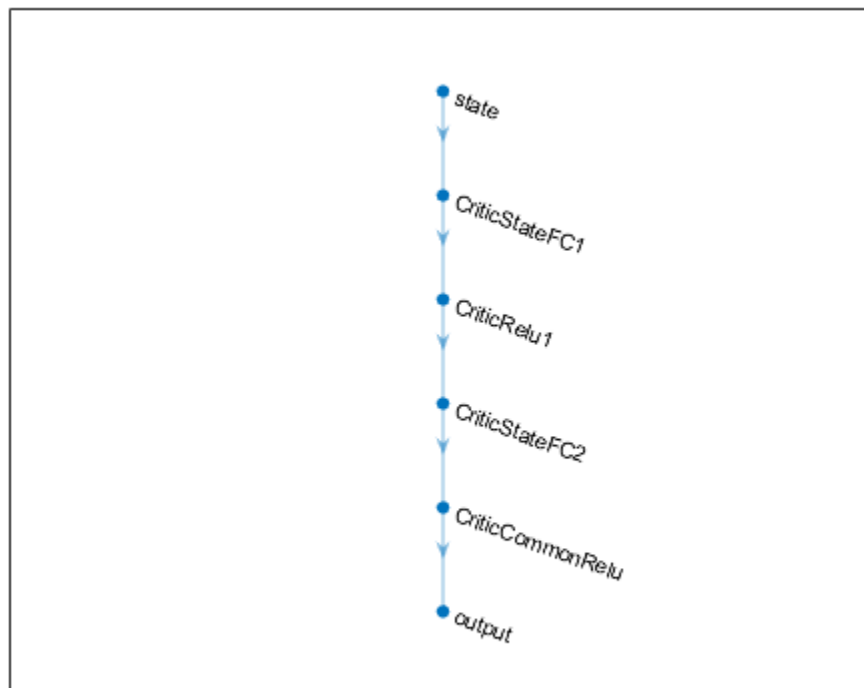 state
CriticStateFC1
CriticRelu1
CriticStateFC2
CriticCommonRelu
output